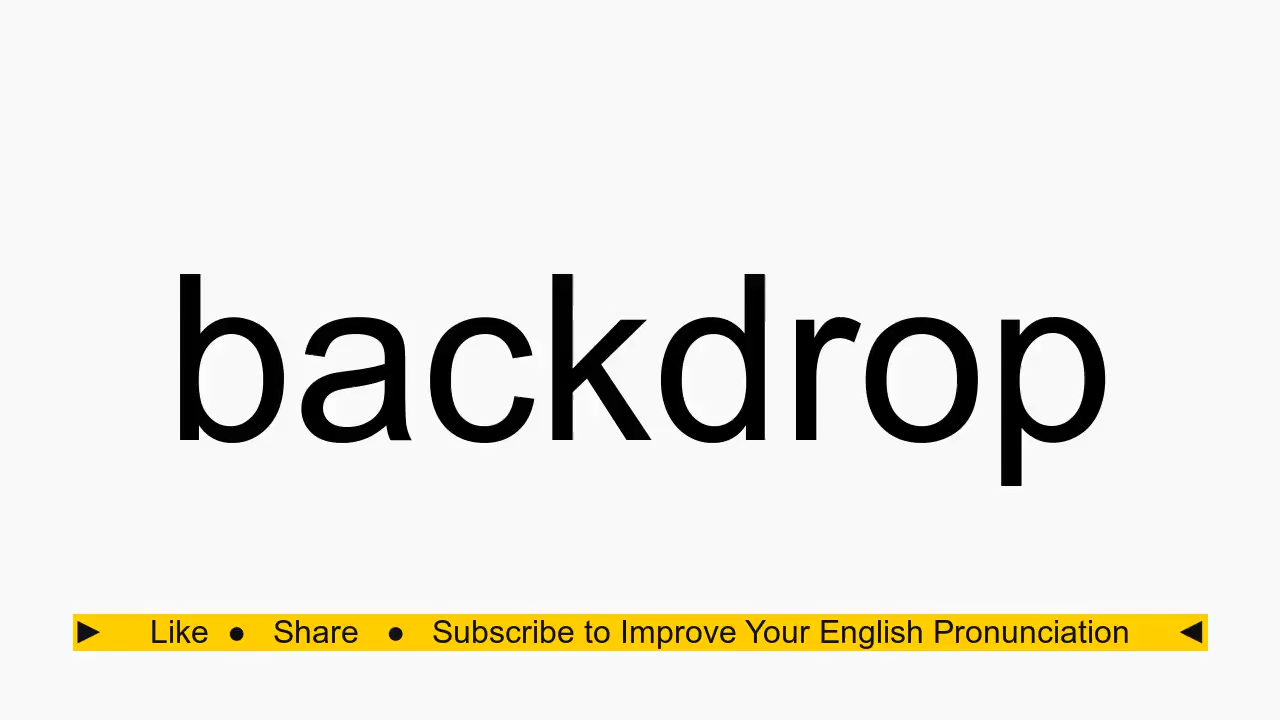 backdrop
► Like ● Share ● Subscribe to Improve Your English Pronunciation ◄